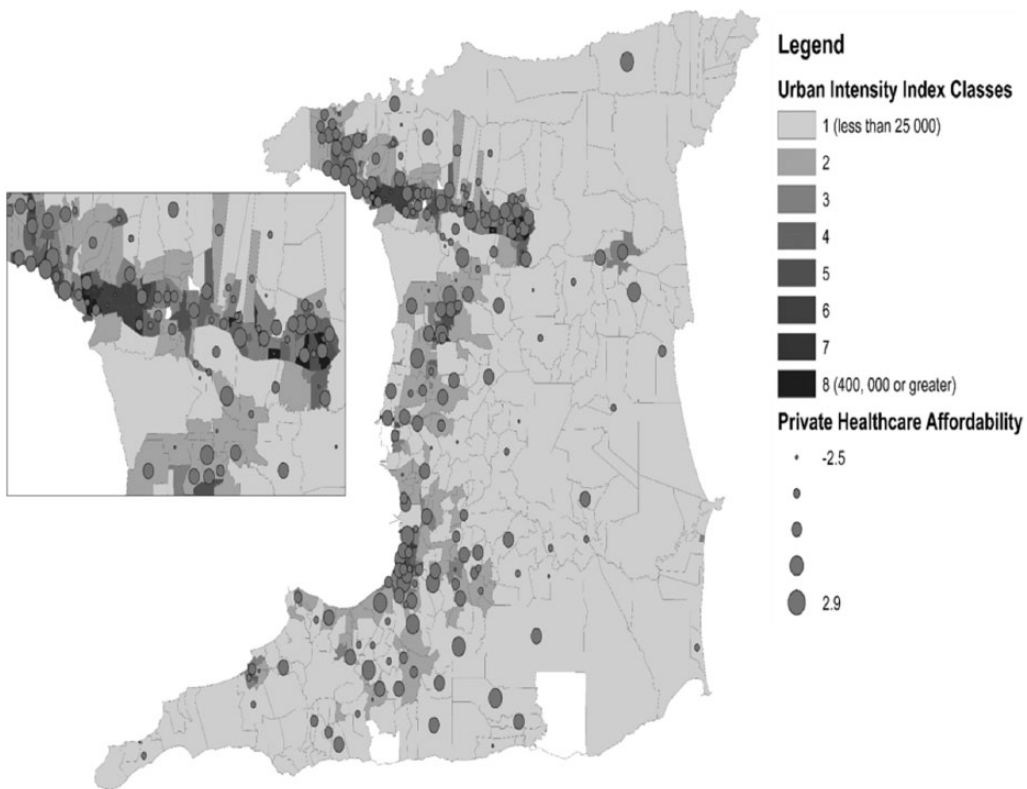 Legend
Urban Intensity Index Classes
1 (less than 25 000)
2
3
4
5
6
7
8 (400, 000 or greater)
Private Healthcare Affordability
-2.5
2.9